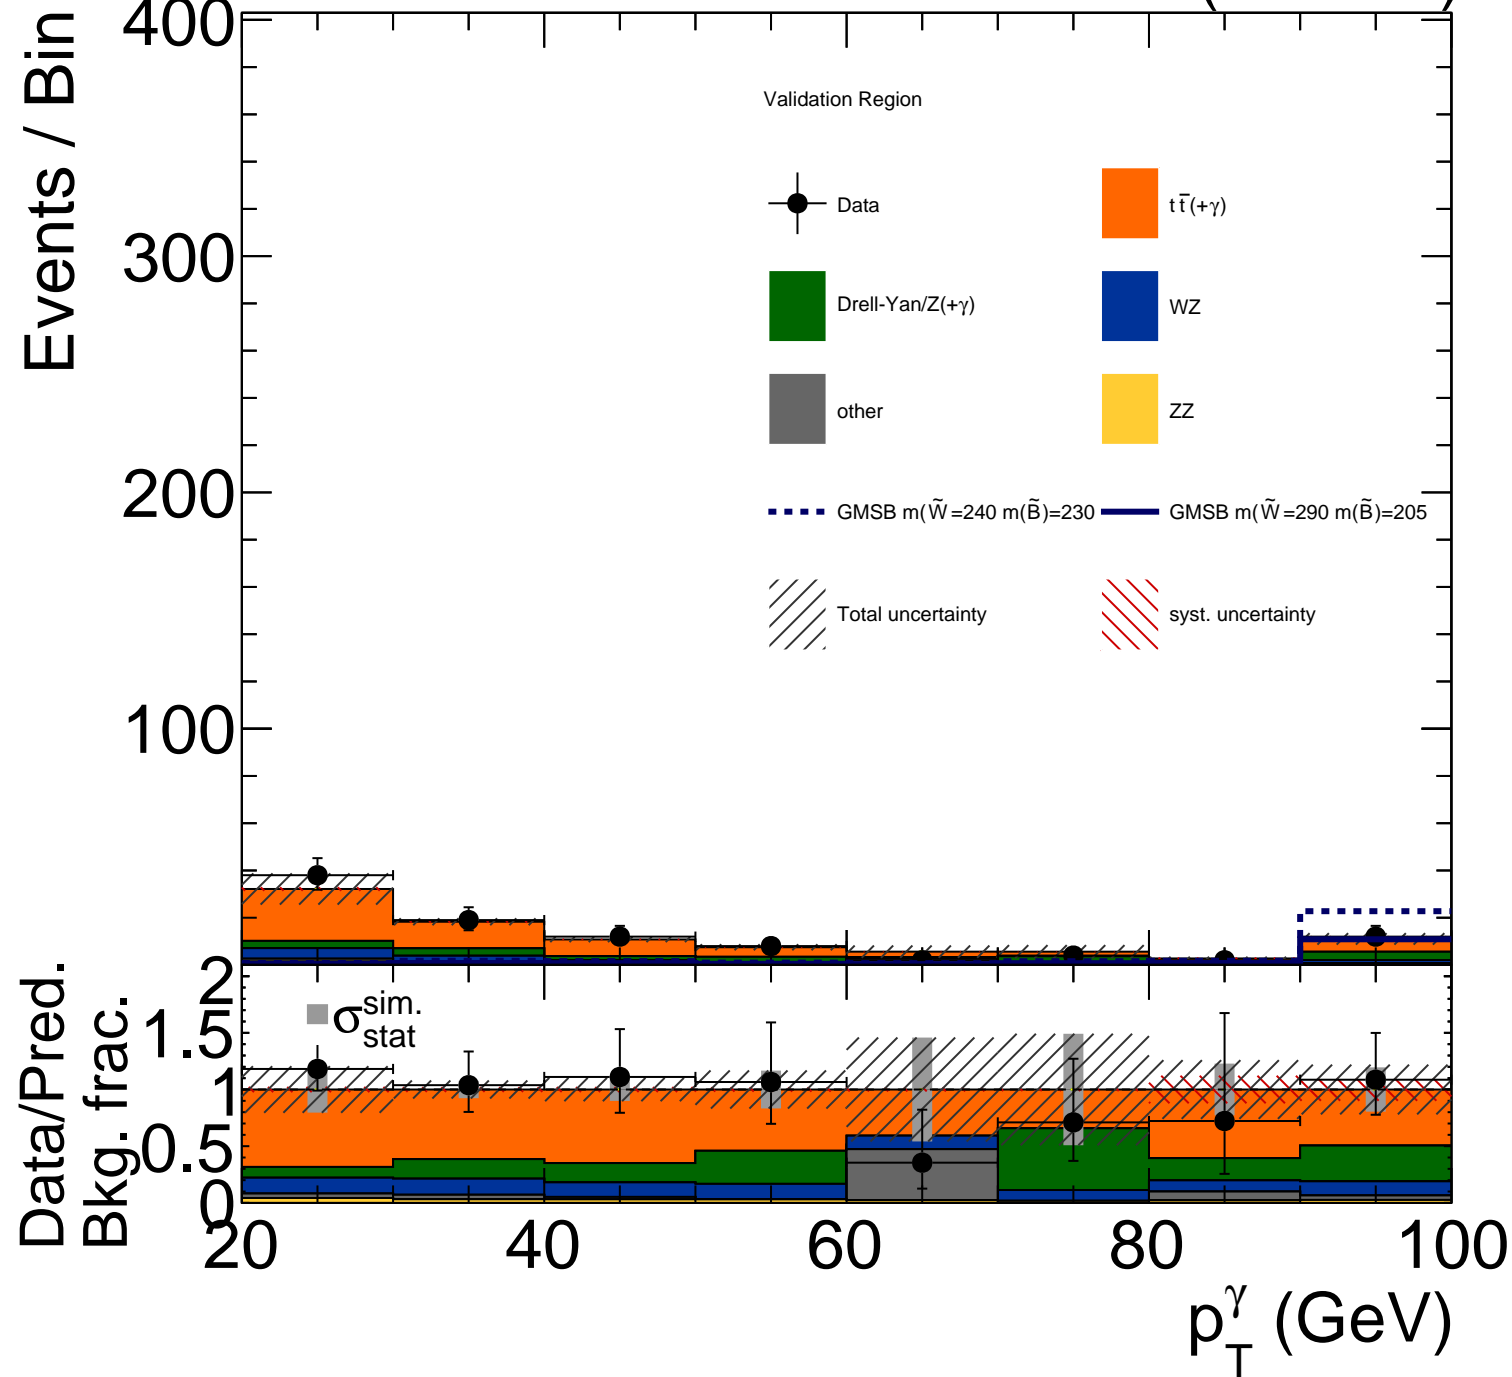 Events / Bin
400
300
200
100
Validation Region
Data
tt̄(+γ)
Drell-Yan/Z(+γ)
WZ
other
ZZ
GMSB m(W̃=240 m(B̃)=230
GMSB m(W̃=290 m(B̃)=205
Total uncertainty
syst. uncertainty
Data/Pred.
Bkg. frac.
2
1.5
1
0.5
0
σ sim. stat
20 40 60 80 100
p_T^γ (GeV)